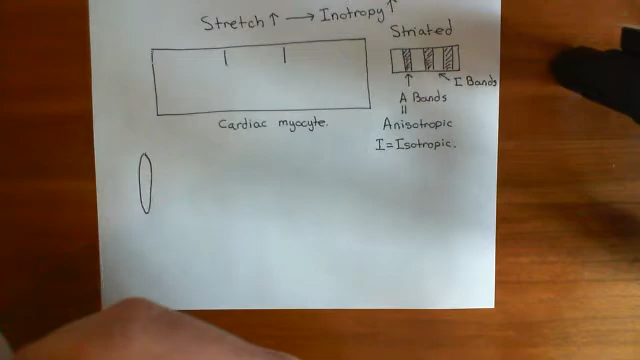 Stretch ↑ → Inotropy ↑
Striated
I Bands
A Bands
=
Anisotropic
I = Isotropic.
Cardiac myocyte.